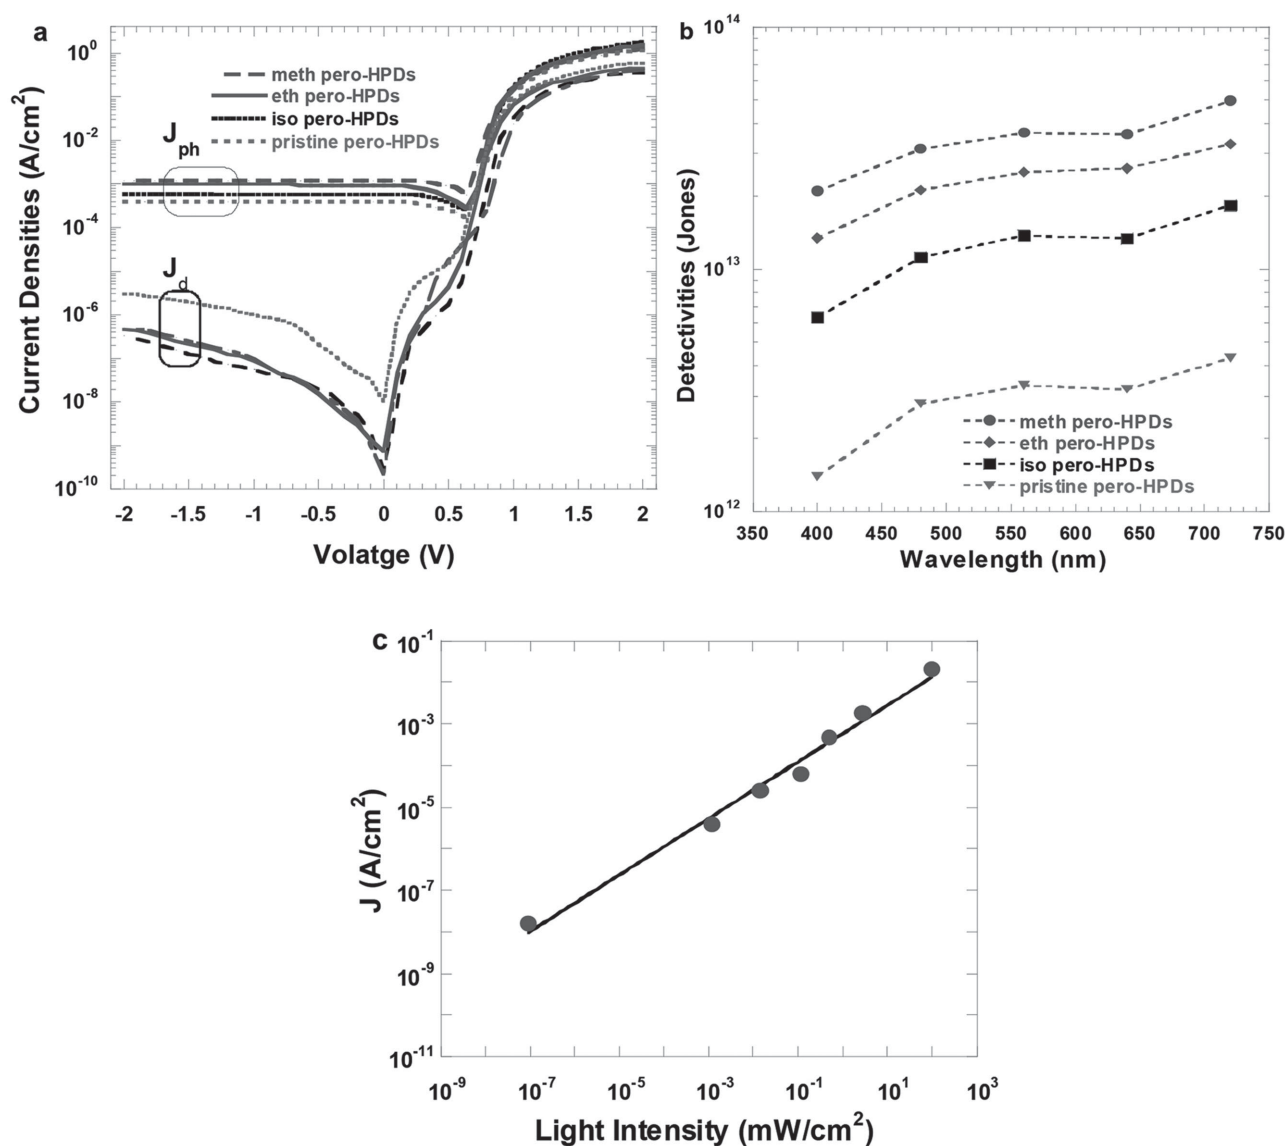 a
Current Densities (A/cm²)
10⁰
10⁻²
10⁻⁴
10⁻⁶
10⁻⁸
10⁻¹⁰
meth pero-HPDs
eth pero-HPDs
iso pero-HPDs
pristine pero-HPDs
J_ph
J_d
-2 -1.5 -1 -0.5 0 0.5 1 1.5 2
Volatge (V)
b
Detectivities (Jones)
10¹⁴
10¹³
10¹²
meth pero-HPDs
eth pero-HPDs
iso pero-HPDs
pristine pero-HPDs
350 400 450 500 550 600 650 700 750
Wavelength (nm)
c
J (A/cm²)
10⁻¹
10⁻³
10⁻⁵
10⁻⁷
10⁻⁹
10⁻¹¹
10⁻⁹ 10⁻⁷ 10⁻⁵ 10⁻³ 10⁻¹ 10¹ 10³
Light Intensity (mW/cm²)